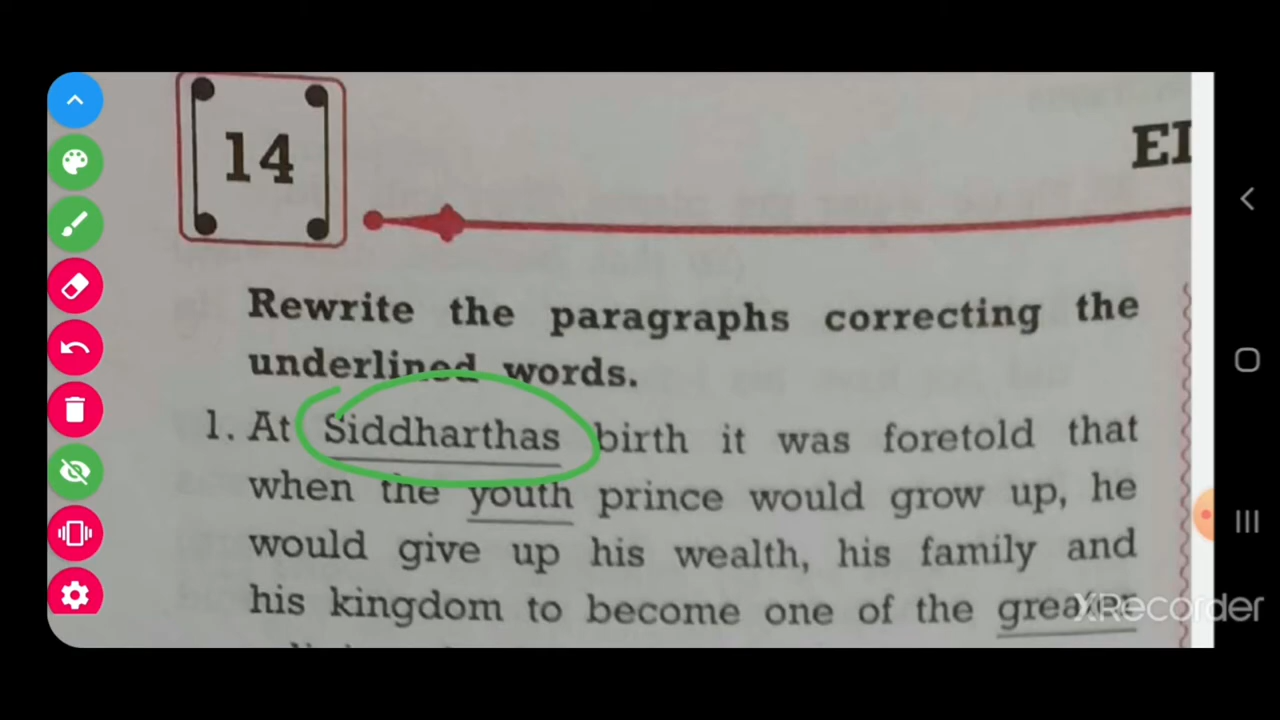 14
EI
Rewrite the paragraphs correcting the
underlined words.
1. At Siddharthas birth it was foretold that
when the youth prince would grow up, he
would give up his wealth, his family and
his kingdom to become one of the greater
XRecorder